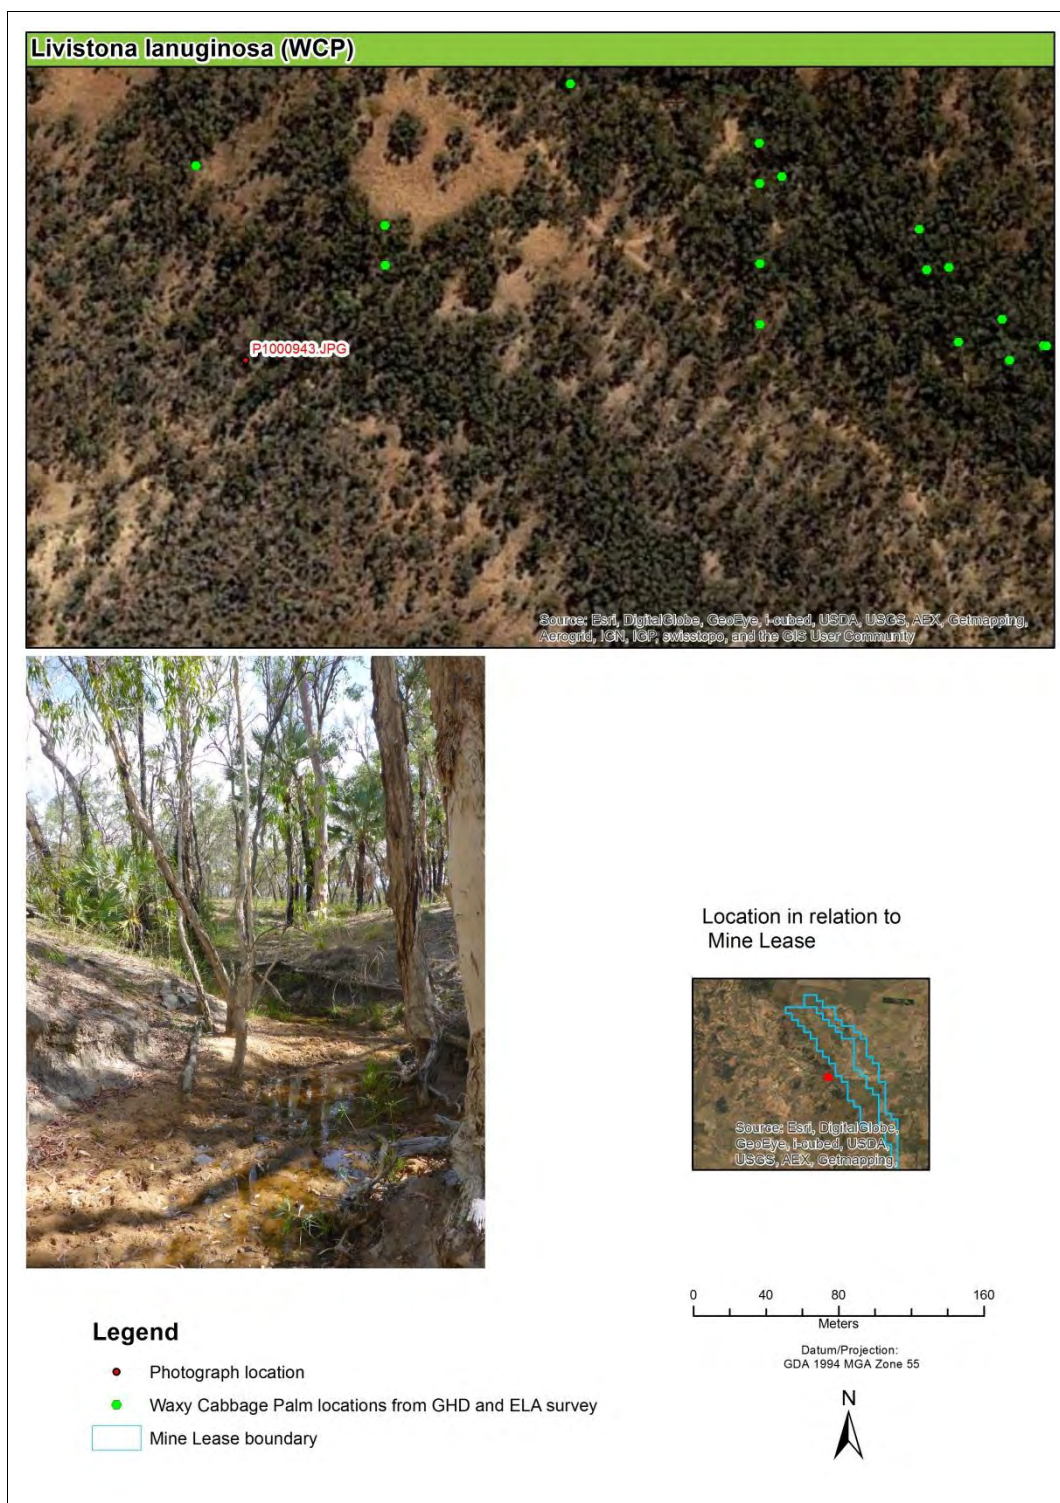 Livistona lanuginosa (WCP)
P1000943.JPG
Source: Esri, DigitalGlobe, GeoEye, i-cubed, USDA, USGS, AEX, Getmapping,
Aerogrid, IGN, IGP, swisstopo, and the GIS User Community
Location in relation to
Mine Lease
Source: Esri, DigitalGlobe,
GeoEye, i-cubed, USDA,
USGS, AEX, Getmapping,
0 40 80 160
Meters
Datum/Projection:
GDA 1994 MGA Zone 55
N
Legend
Photograph location
Waxy Cabbage Palm locations from GHD and ELA survey
Mine Lease boundary